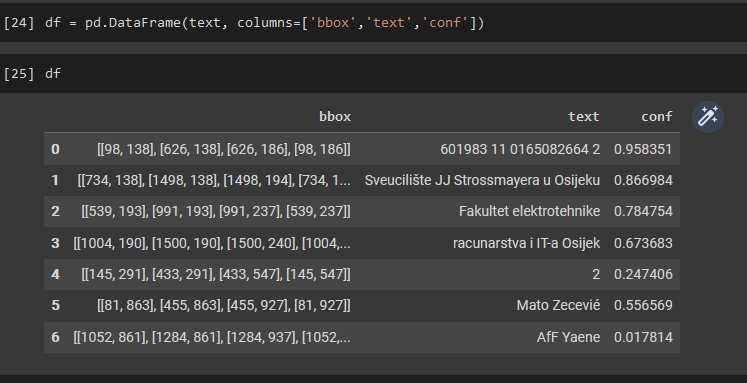 [24] df = pd.DataFrame(text, columns=['bbox','text','conf'])
[25] df
bbox text conf
0 [[98, 138], [626, 138], [626, 186], [98, 186]] 601983 11 0165082664 2 0.958351
1 [[734, 138], [1498, 138], [1498, 194], [734, 1... Sveucilište JJ Strossmayera u Osijeku 0.866984
2 [[539, 193], [991, 193], [991, 237], [539, 237]] Fakultet elektrotehnike 0.784754
3 [[1004, 190], [1500, 190], [1500, 240], [1004,... racunarstva i IT-a Osijek 0.673683
4 [[145, 291], [433, 291], [433, 547], [145, 547]] 2 0.247406
5 [[81, 863], [455, 863], [455, 927], [81, 927]] Mato Zecevié 0.556569
6 [[1052, 861], [1284, 861], [1284, 937], [1052,... AfF Yaene 0.017814